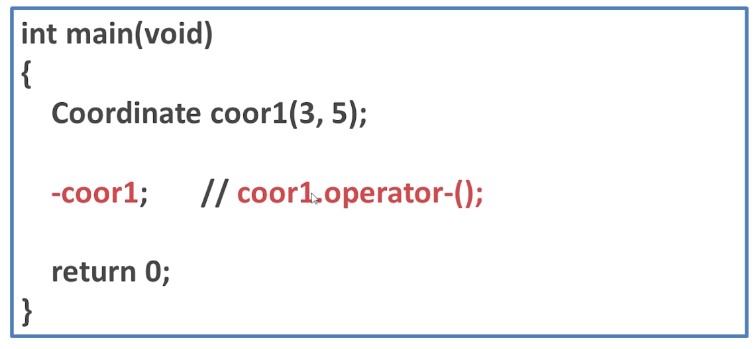 int main(void)
{
Coordinate coor1(3, 5);
-coor1; // coor1.operator-();
return 0;
}